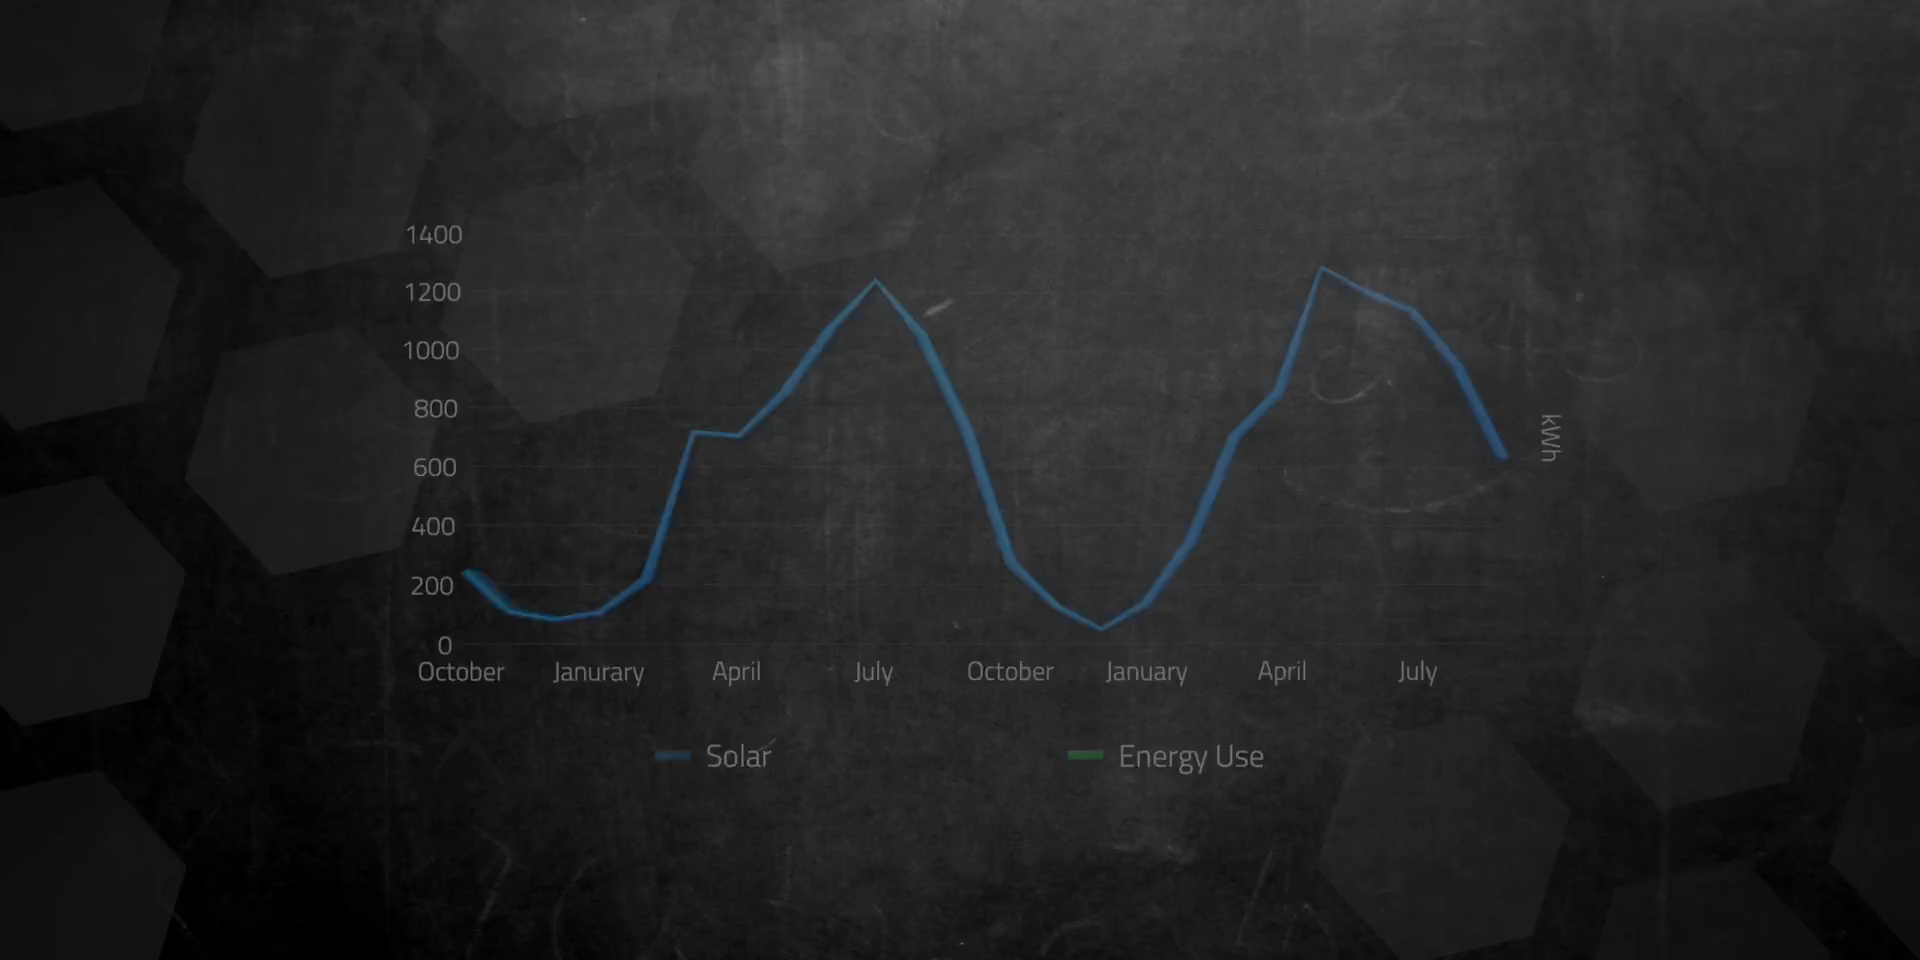 1400
1200
1000
800
600
400
200
0
October Janurary April July October January April July
kWh
Solar Energy Use